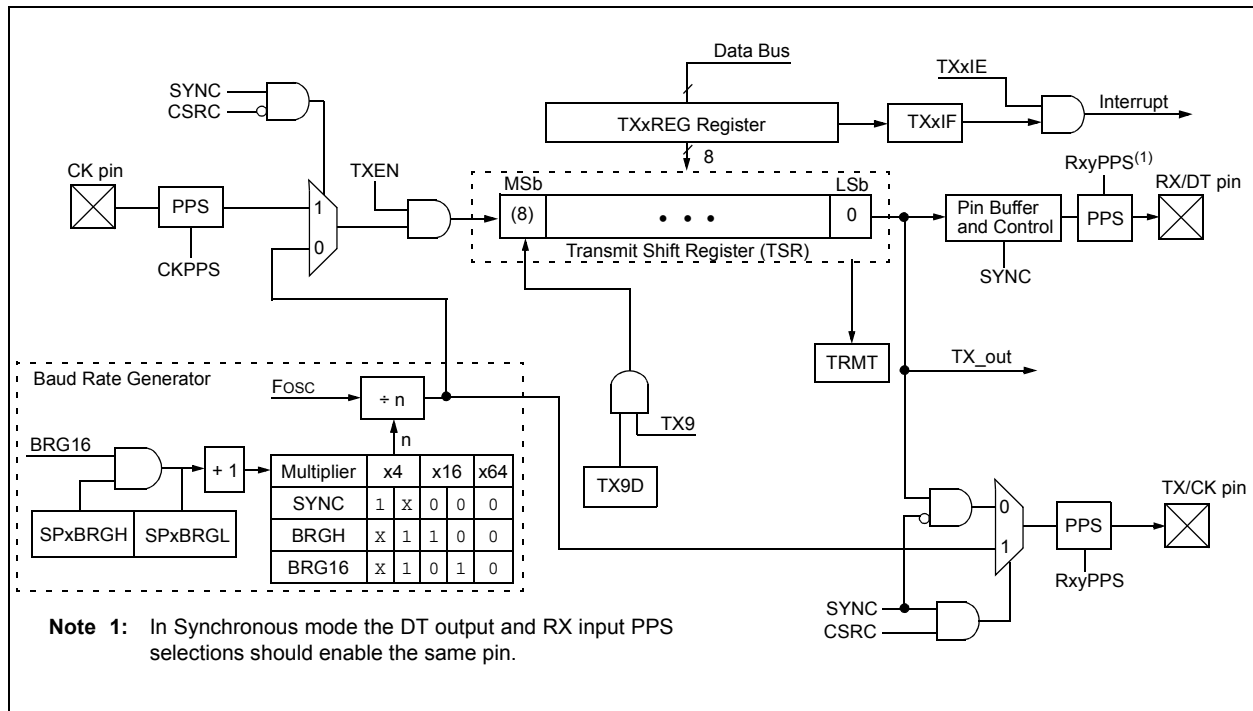 Data Bus
TXxIE
SYNC
CSRC
Interrupt
TXxREG Register
TXxIF
8
RxyPPS(1)
CK pin
TXEN
MSb
LSb
RX/DT pin
PPS
1
(8)
• • •
0
Pin Buffer
and Control
PPS
0
CKPPS
Transmit Shift Register (TSR)
SYNC
TRMT
Baud Rate Generator
TX_out
FOSC
÷ n
TX9
n
BRG16
+ 1
Multiplier x4 x16 x64
TX9D
SYNC 1 X 0 0 0
TX/CK pin
SPxBRGH SPxBRGL
BRGH X 1 1 0 0
0
PPS
BRG16 X 1 0 1 0
1
RxyPPS
SYNC
CSRC
Note 1: In Synchronous mode the DT output and RX input PPS
selections should enable the same pin.